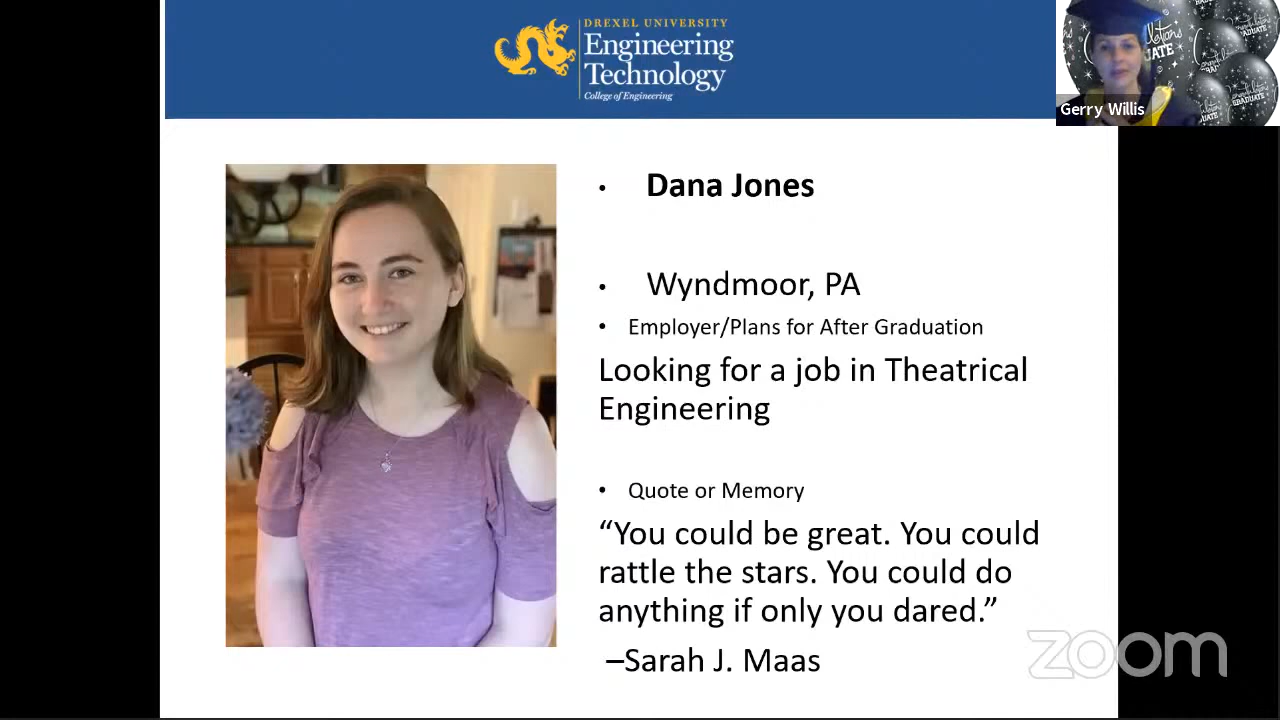 DREXEL UNIVERSITY
Engineering
Technology
College of Engineering
Gerry Willis
• Dana Jones
• Wyndmoor, PA
• Employer/Plans for After Graduation
Looking for a job in Theatrical
Engineering
• Quote or Memory
“You could be great. You could
rattle the stars. You could do
anything if only you dared.”
–Sarah J. Maas
zoom